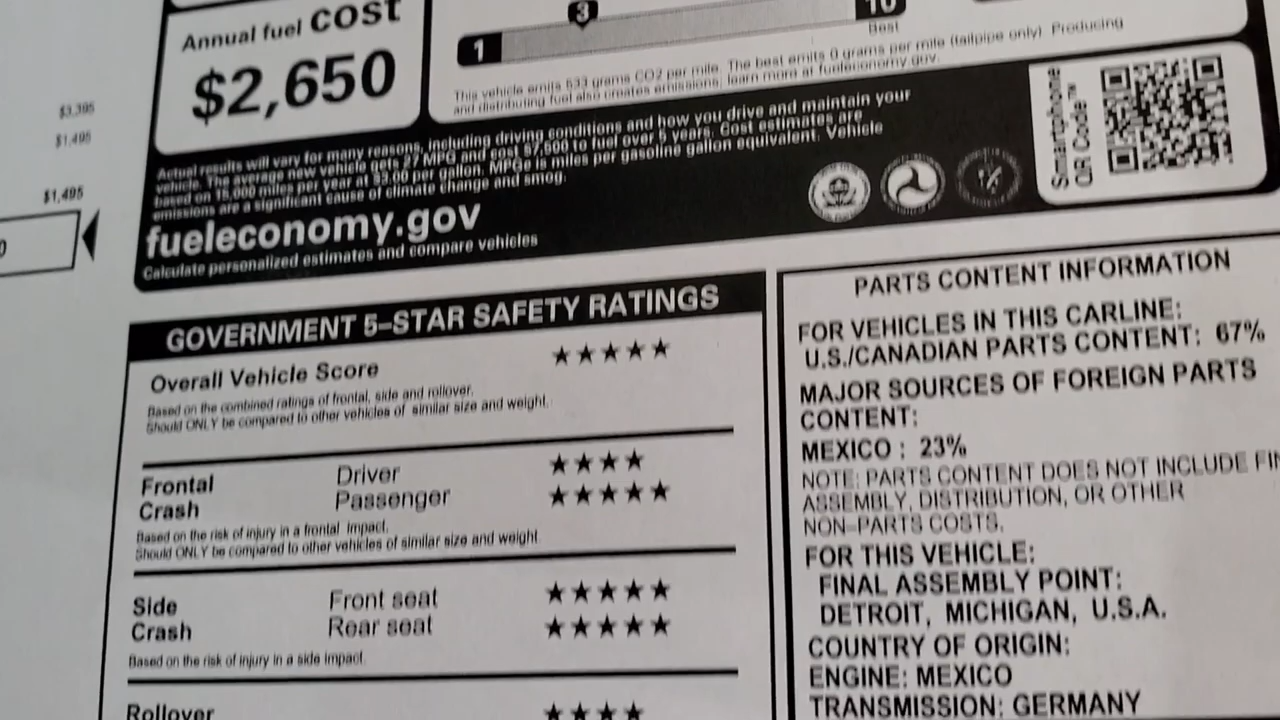 Annual fuel cost
$2,650
1
3
10
Best
This vehicle emits 533 grams CO2 per mile. The best emits 0 grams per mile (tailpipe only). Producing
and distributing fuel also creates emissions; learn more at fueleconomy.gov.
$3,395
$1,495
$1,495
0
Actual results will vary for many reasons, including driving conditions and how you drive and maintain your
vehicle. The average new vehicle gets 27 MPG and cost $7,600 to fuel over 5 years. Cost estimates are
based on 15,000 miles per year at $3.00 per gallon. MPGe is miles per gasoline gallon equivalent. Vehicle
emissions are a significant cause of climate change and smog.
fueleconomy.gov
Calculate personalized estimates and compare vehicles
Smartphone
QR Code™
GOVERNMENT 5–STAR SAFETY RATINGS
Overall Vehicle Score ★★★★★
Based on the combined ratings of frontal, side and rollover.
Should ONLY be compared to other vehicles of similar size and weight.
Frontal Driver ★★★★
Crash Passenger ★★★★★
Based on the risk of injury in a frontal impact.
Should ONLY be compared to other vehicles of similar size and weight.
Side Front seat ★★★★★
Crash Rear seat ★★★★★
Based on the risk of injury in a side impact.
Rollover ★★★★
PARTS CONTENT INFORMATION
FOR VEHICLES IN THIS CARLINE:
U.S./CANADIAN PARTS CONTENT: 67%
MAJOR SOURCES OF FOREIGN PARTS
CONTENT:
MEXICO : 23%
NOTE: PARTS CONTENT DOES NOT INCLUDE FIN
ASSEMBLY, DISTRIBUTION, OR OTHER
NON–PARTS COSTS.
FOR THIS VEHICLE:
FINAL ASSEMBLY POINT:
DETROIT, MICHIGAN, U.S.A.
COUNTRY OF ORIGIN:
ENGINE: MEXICO
TRANSMISSION: GERMANY